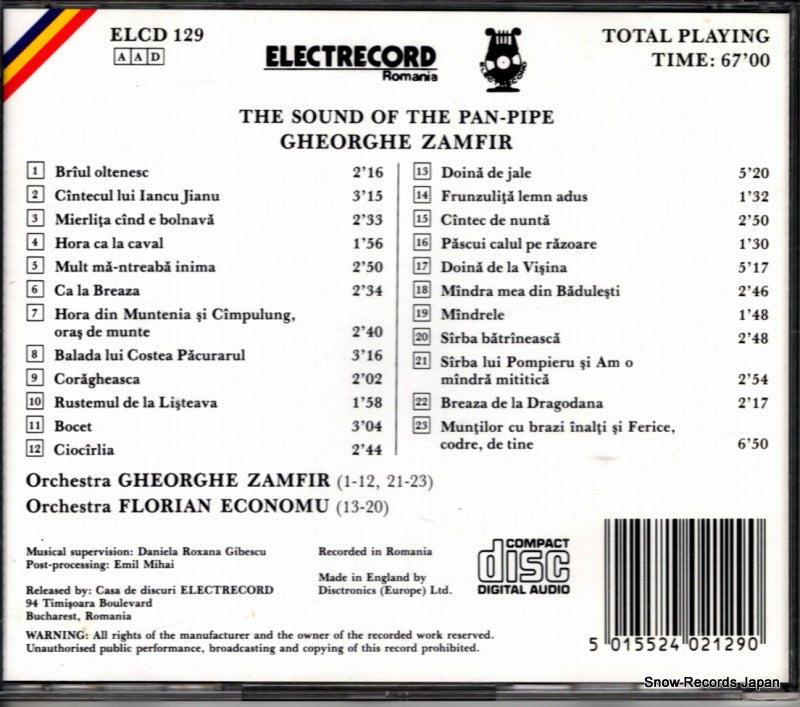 ELCD 129
AAD
ELECTRECORD
Romania
ELECTRECORD
TOTAL PLAYING
TIME: 67'00
THE SOUND OF THE PAN-PIPE
GHEORGHE ZAMFIR
1 Brîul oltenesc 2'16
2 Cîntecul lui Iancu Jianu 3'15
3 Mierliţa cînd e bolnavă 2'33
4 Hora ca la caval 1'56
5 Mult mă-ntreabă inima 2'50
6 Ca la Breaza 2'34
7 Hora din Muntenia şi Cîmpulung,
oraş de munte 2'40
8 Balada lui Costea Păcurarul 3'16
9 Corăgheasca 2'02
10 Rustemul de la Lişteava 1'58
11 Bocet 3'04
12 Ciocîrlia 2'44
13 Doină de jale 5'20
14 Frunzuliţă lemn adus 1'32
15 Cîntec de nuntă 2'50
16 Păscui calul pe răzoare 1'30
17 Doină de la Vişina 5'17
18 Mîndra mea din Băduleşti 2'46
19 Mîndrele 1'48
20 Sîrba bătrînească 2'48
21 Sîrba lui Pompieru şi Am o
mîndră mititică 2'54
22 Breaza de la Dragodana 2'17
23 Munţilor cu brazi înalţi şi Ferice,
codre, de tine 6'50
Orchestra GHEORGHE ZAMFIR (1-12, 21-23)
Orchestra FLORIAN ECONOMU (13-20)
Musical supervision: Daniela Roxana Gibescu
Post-processing: Emil Mihai
Released by: Casa de discuri ELECTRECORD
94 Timişoara Boulevard
Bucharest, Romania
Recorded in Romania
Made in England by
Disctronics (Europe) Ltd.
COMPACT
disc
DIGITAL AUDIO
WARNING: All rights of the manufacturer and the owner of the recorded work reserved.
Unauthorised public performance, broadcasting and copying of this record prohibited.
5 015524 021290
Snow-Records Japan